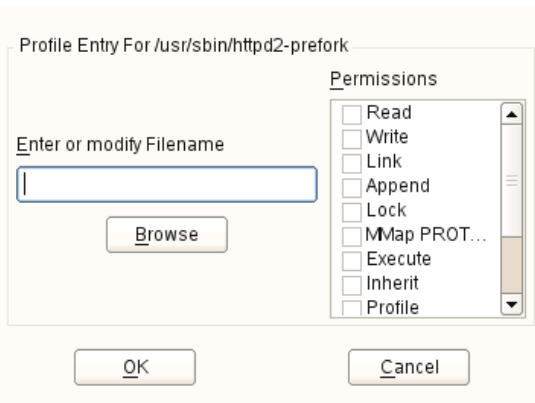 Profile Entry For /usr/sbin/httpd2-prefork
Permissions
Enter or modify Filename
Read
Write
Link
Append
Lock
MMap PROT...
Execute
Inherit
Profile
Browse
OK
Cancel